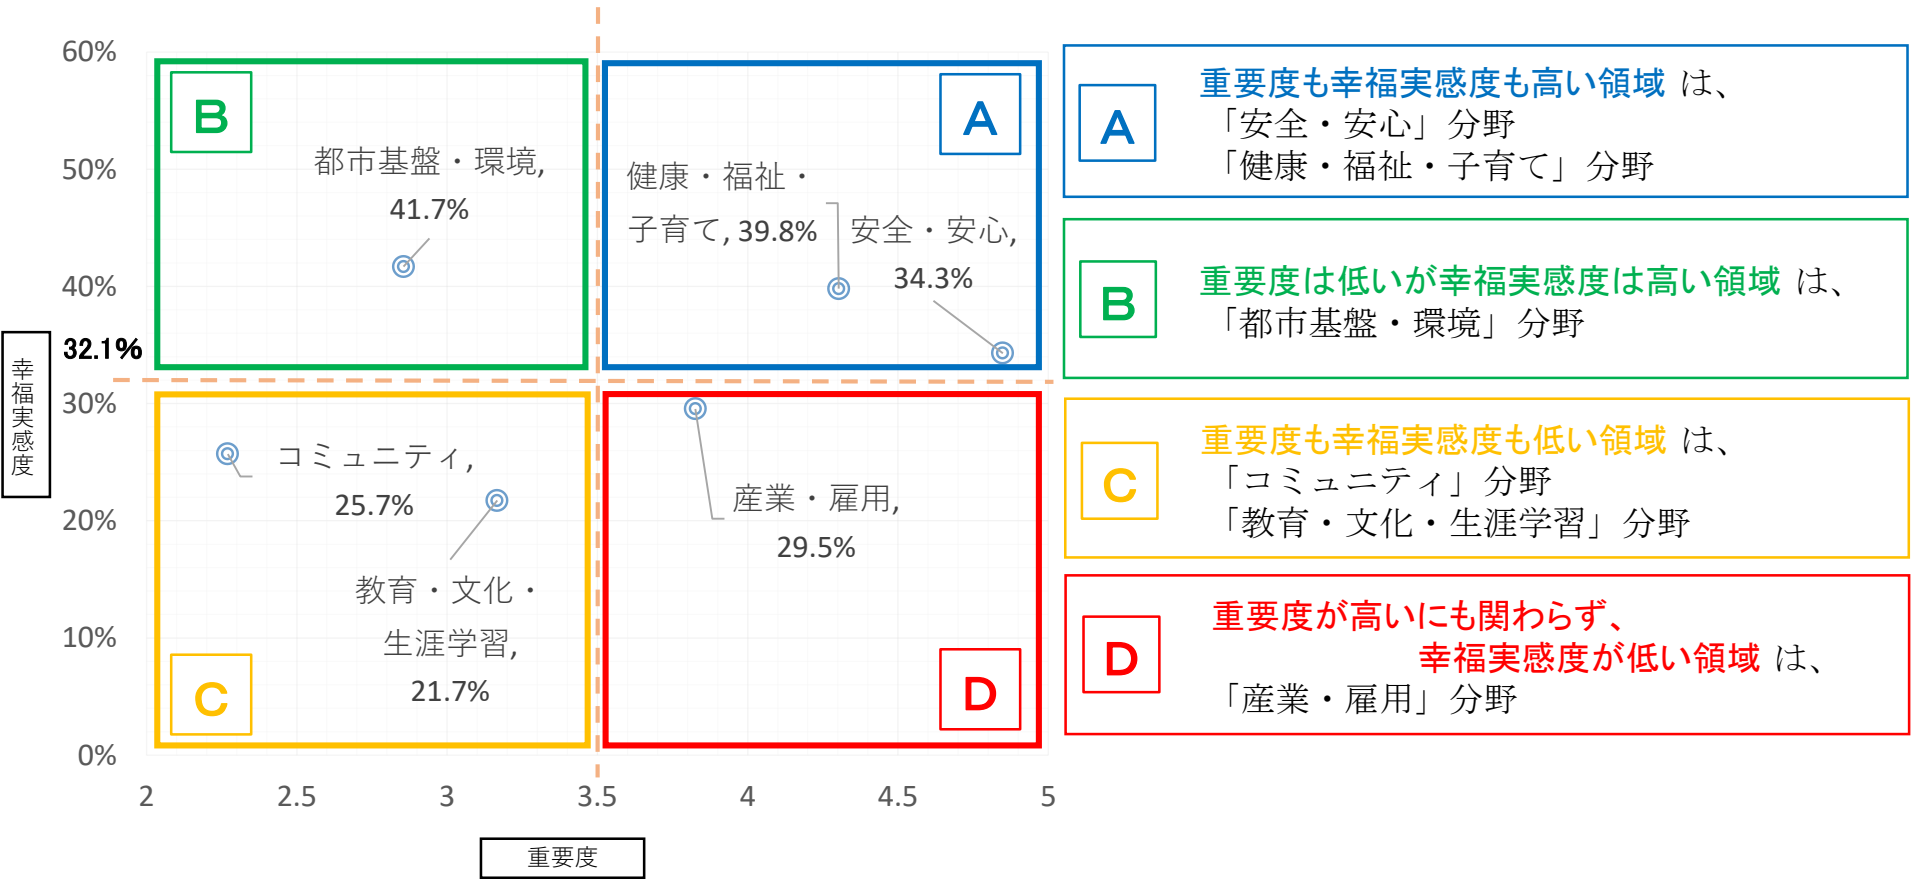 60%
50%
40%
32.1%
30%
20%
10%
0%
幸福実感度
B
都市基盤・環境,
41.7%
A
健康・福祉・
子育て, 39.8%
安全・安心,
34.3%
コミュニティ,
25.7%
教育・文化・
生涯学習,
21.7%
C
産業・雇用,
29.5%
D
2
2.5
3
3.5
4
4.5
5
重要度
A
重要度も幸福実感度も高い領域 は、
「安全・安心」分野
「健康・福祉・子育て」分野
B
重要度は低いが幸福実感度は高い領域 は、
「都市基盤・環境」分野
C
重要度も幸福実感度も低い領域 は、
「コミュニティ」分野
「教育・文化・生涯学習」分野
D
重要度が高いにも関わらず、
幸福実感度が低い領域 は、
「産業・雇用」分野